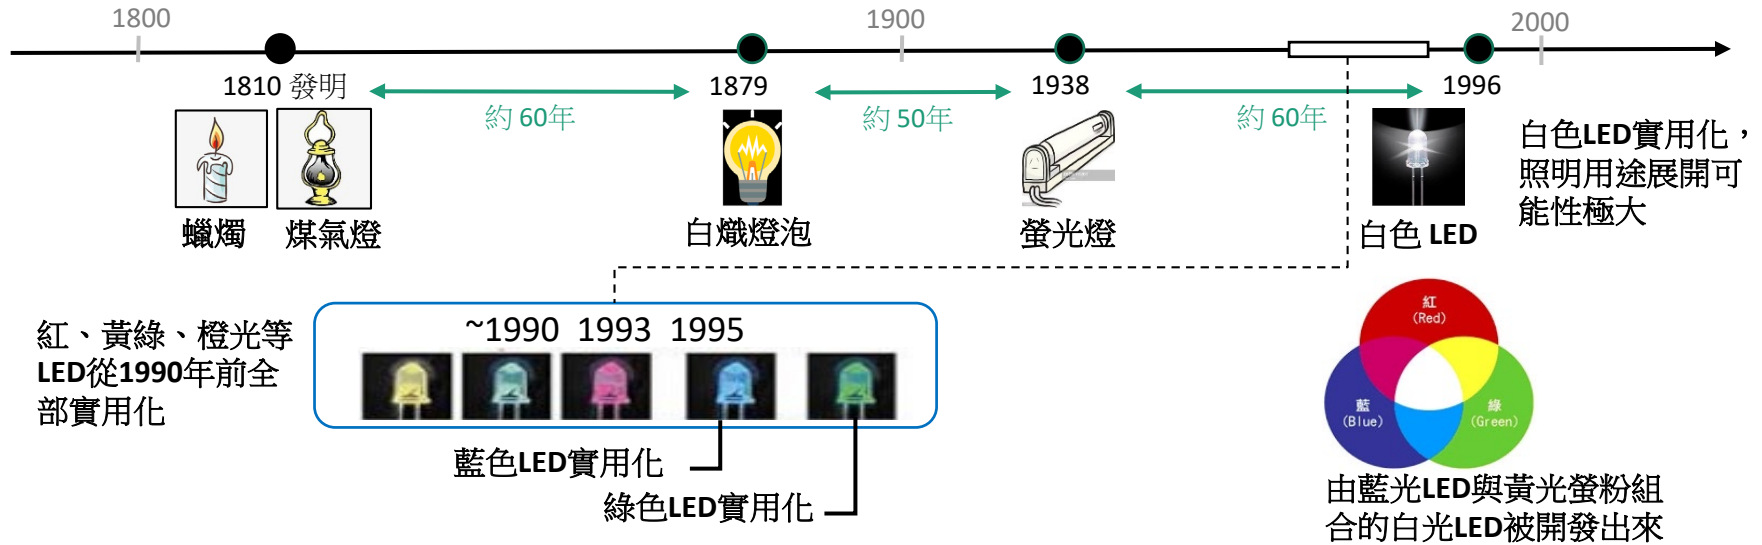 1800
1900
2000
1810 發明
1879
1938
1996
約 60年
約 50年
約 60年
蠟燭
煤氣燈
白熾燈泡
螢光燈
白色 LED
白色LED實用化，
照明用途展開可
能性極大
紅、黃綠、橙光等
LED從1990年前全
部實用化
~1990 1993 1995
藍色LED實用化
綠色LED實用化
紅
(Red)
藍
(Blue)
綠
(Green)
由藍光LED與黃光螢粉組
合的白光LED被開發出來